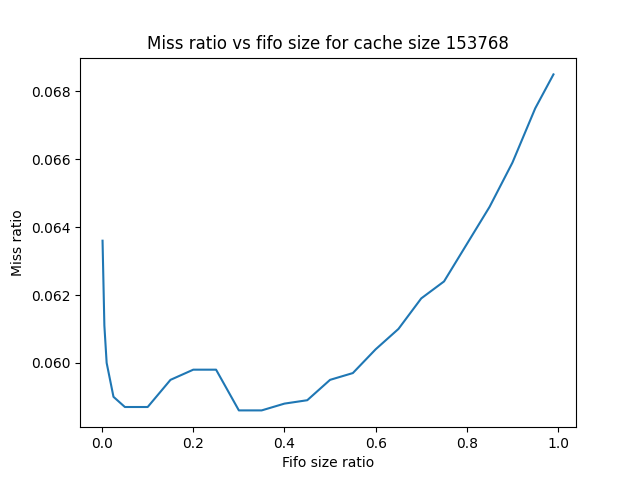 Miss ratio vs fifo size for cache size 153768
0.068
0.066
0.064
0.062
0.060
Miss ratio
0.0 0.2 0.4 0.6 0.8 1.0
Fifo size ratio